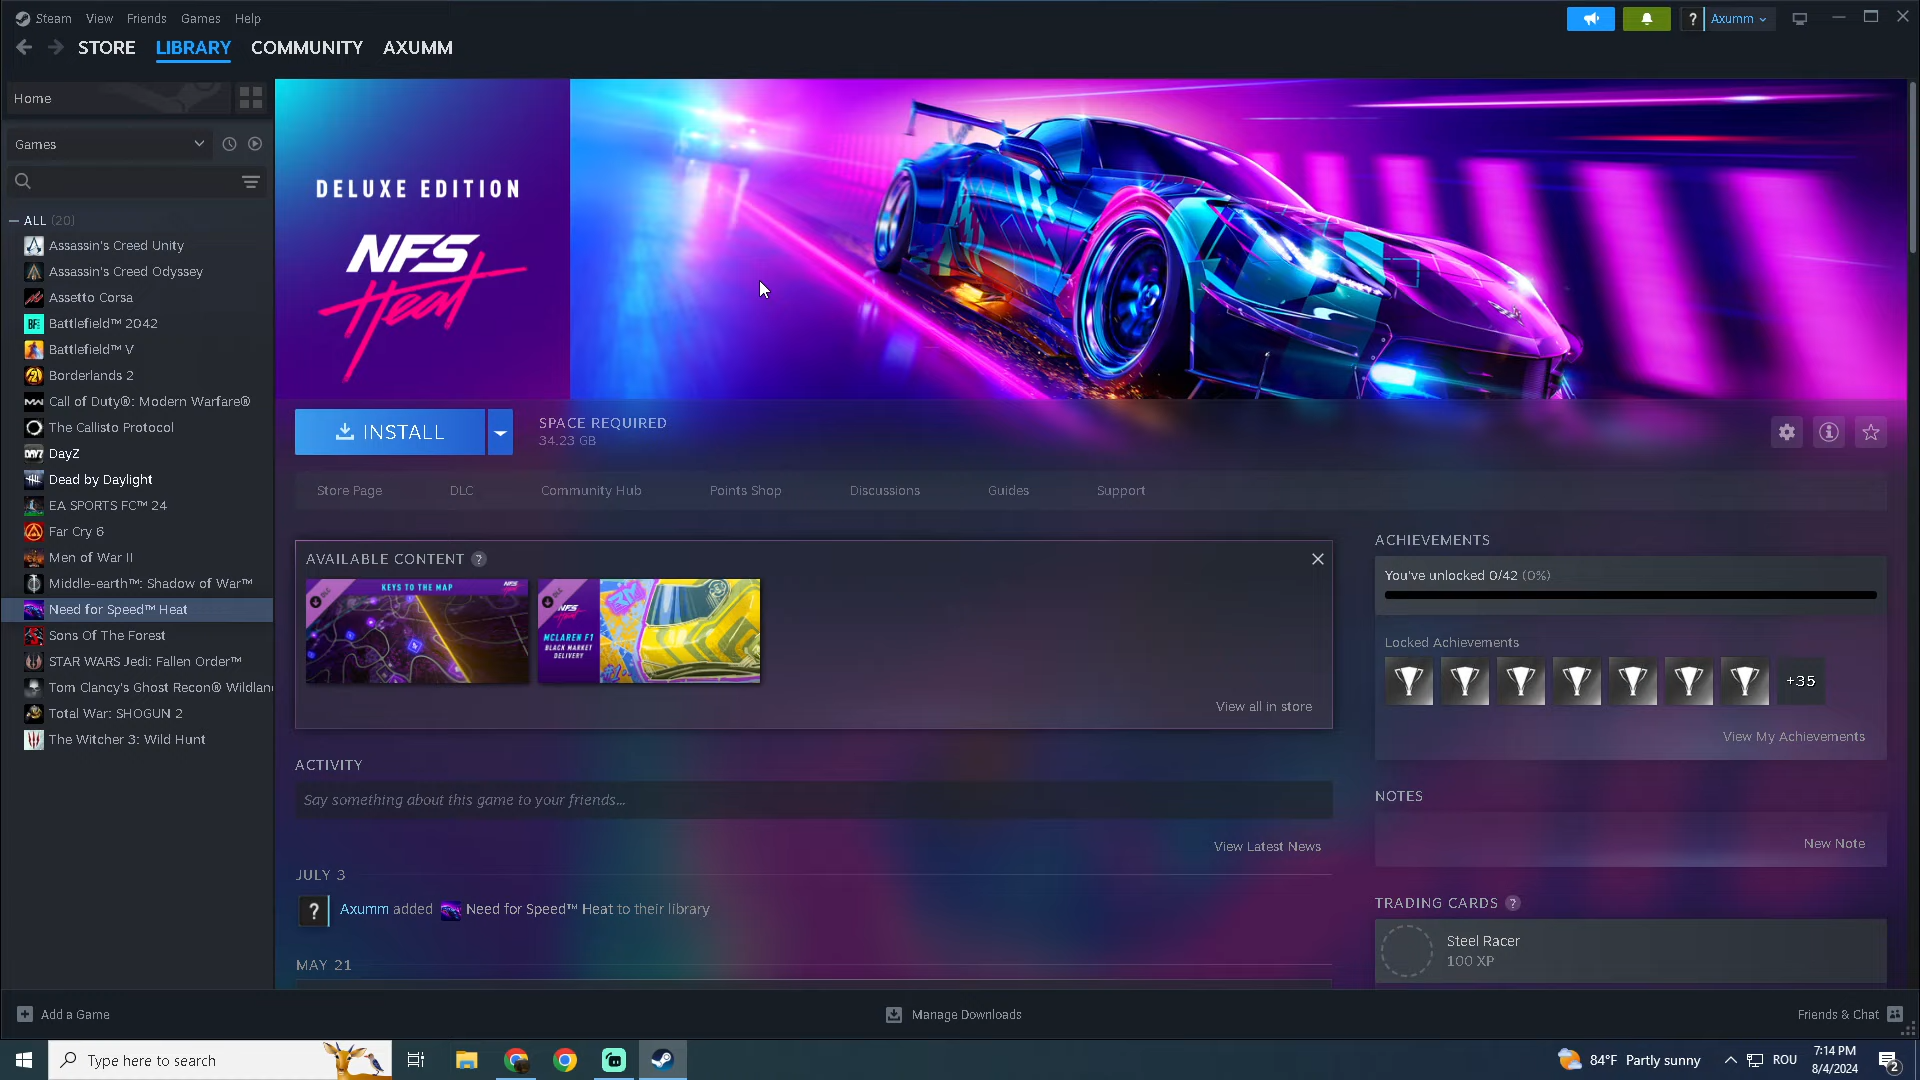 Steam View Friends Games Help
? Axumm
STORE LIBRARY COMMUNITY AXUMM
Home
Games
ALL (20)
Assassin's Creed Unity
Assassin's Creed Odyssey
Assetto Corsa
Battlefield™ 2042
Battlefield™ V
Borderlands 2
Call of Duty®: Modern Warfare®
The Callisto Protocol
DayZ
Dead by Daylight
EA SPORTS FC™ 24
Far Cry 6
Men of War II
Middle-earth™: Shadow of War™
Need for Speed™ Heat
Sons Of The Forest
STAR WARS Jedi: Fallen Order™
Tom Clancy's Ghost Recon® Wildlan
Total War: SHOGUN 2
The Witcher 3: Wild Hunt
DELUXE EDITION
NFS
Heat
INSTALL
SPACE REQUIRED
34.23 GB
Store Page DLC Community Hub Points Shop Discussions Guides Support
AVAILABLE CONTENT ?
DLC
KEYS TO THE MAP
NFS
DLC
NFS
Heat
MCLAREN F1
BLACK MARKET
DELIVERY
View all in store
ACTIVITY
Say something about this game to your friends...
View Latest News
JULY 3
? Axumm added Need for Speed™ Heat to their library
MAY 21
ACHIEVEMENTS
You've unlocked 0/42 (0%)
Locked Achievements
+35
View My Achievements
NOTES
New Note
TRADING CARDS ?
Steel Racer
100 XP
Add a Game
Manage Downloads
Friends & Chat
Type here to search
84°F Partly sunny
ROU
7:14 PM
8/4/2024
2